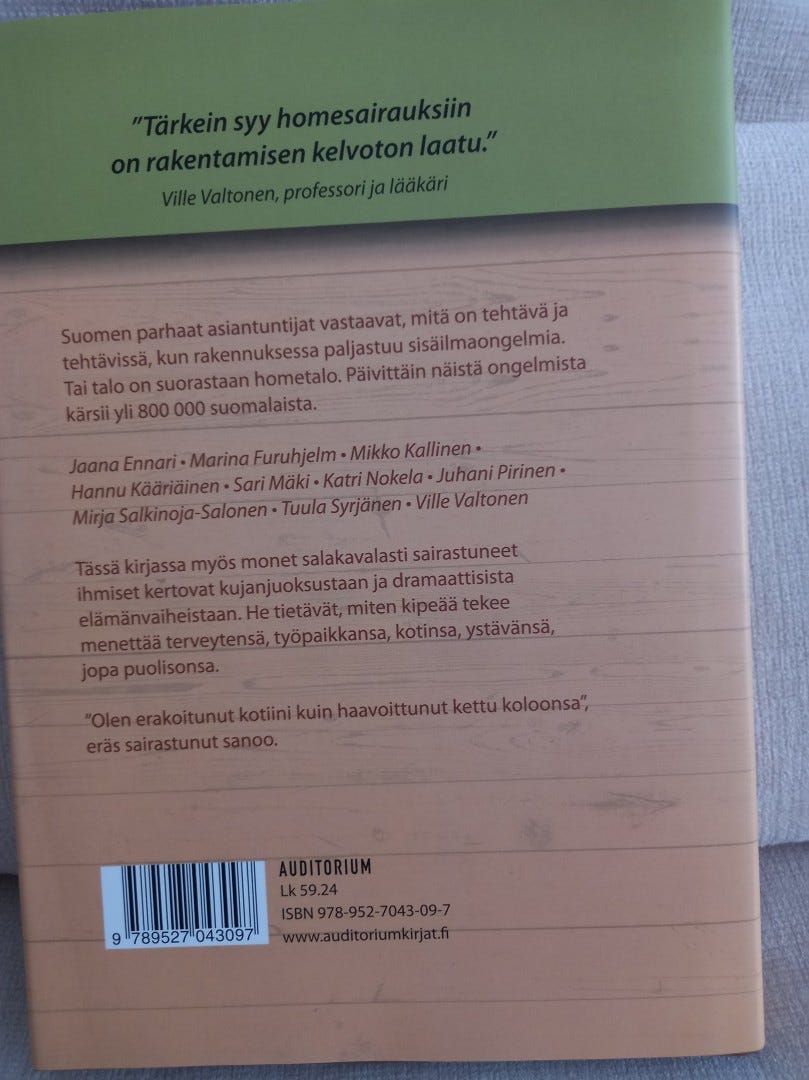 ”Tärkein syy homesairauksiin
on rakentamisen kelvoton laatu.”
Ville Valtonen, professori ja lääkäri
Suomen parhaat asiantuntijat vastaavat, mitä on tehtävä ja
tehtävissä, kun rakennuksessa paljastuu sisäilmaongelmia.
Tai talo on suorastaan hometalo. Päivittäin näistä ongelmista
kärsii yli 800 000 suomalaista.
Jaana Ennari • Marina Furuhjelm • Mikko Kallinen •
Hannu Kääriäinen • Sari Mäki • Katri Nokela • Juhani Pirinen •
Mirja Salkinoja-Salonen • Tuula Syrjänen • Ville Valtonen
Tässä kirjassa myös monet salakavalasti sairastuneet
ihmiset kertovat kujanjuoksustaan ja dramaattisista
elämänvaiheistaan. He tietävät, miten kipeää tekee
menettää terveytensä, työpaikkansa, kotinsa, ystävänsä,
jopa puolisonsa.
”Olen erakoitunut kotiini kuin haavoittunut kettu koloonsa”,
eräs sairastunut sanoo.
AUDITORIUM
Lk 59.24
ISBN 978-952-7043-09-7
www.auditoriumkirjat.fi
9 789527 043097